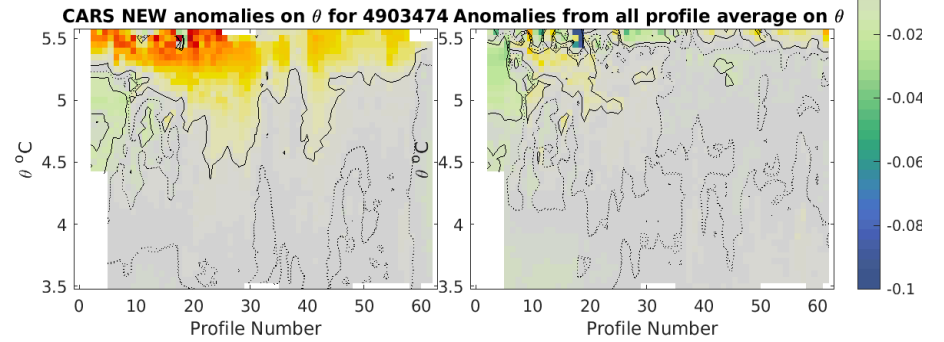 CARS NEW anomalies on θ for 4903474
Anomalies from all profile average on θ
5.5
5
4.5
4
3.5
θ °C
0 10 20 30 40 50 60
Profile Number
5.5
5
4.5
4
3.5
θ °C
0 10 20 30 40 50 60
Profile Number
-0.02
-0.04
-0.06
-0.08
-0.1